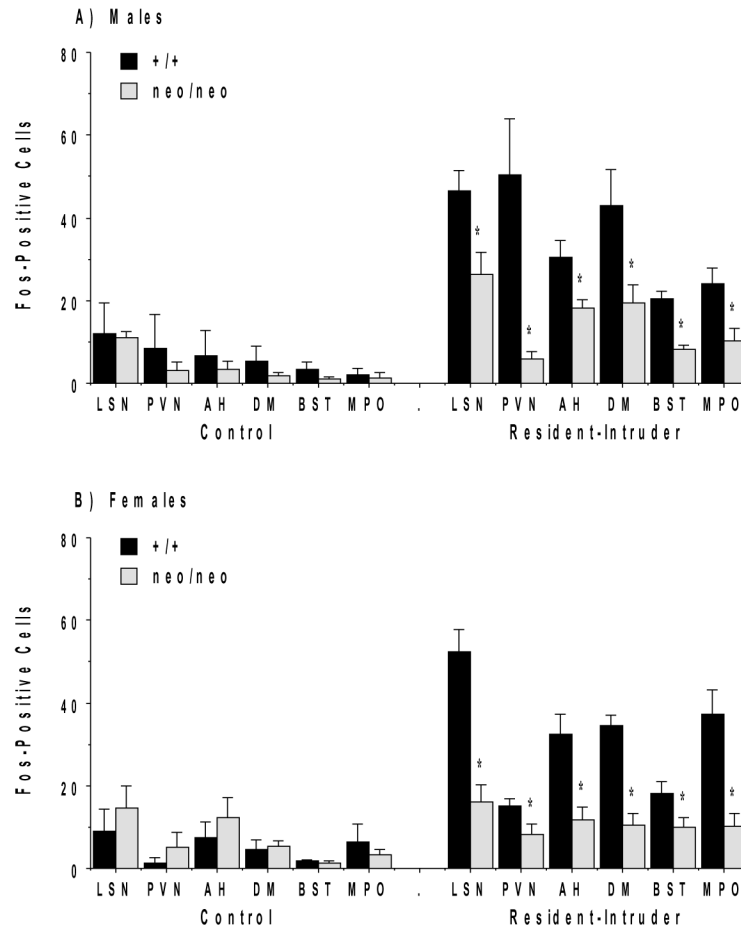 A) Males
80
+/+
neo/neo
60
Fos-Positive Cells
40
*
*
*
*
20
*
*
0
LSN PVN AH DM BST MPO . LSN PVN AH DM BST MPO
Control Resident-Intruder
B) Females
80
+/+
neo/neo
60
Fos-Positive Cells
40
*
20
* * * * *
0
LSN PVN AH DM BST MPO . LSN PVN AH DM BST MPO
Control Resident-Intruder